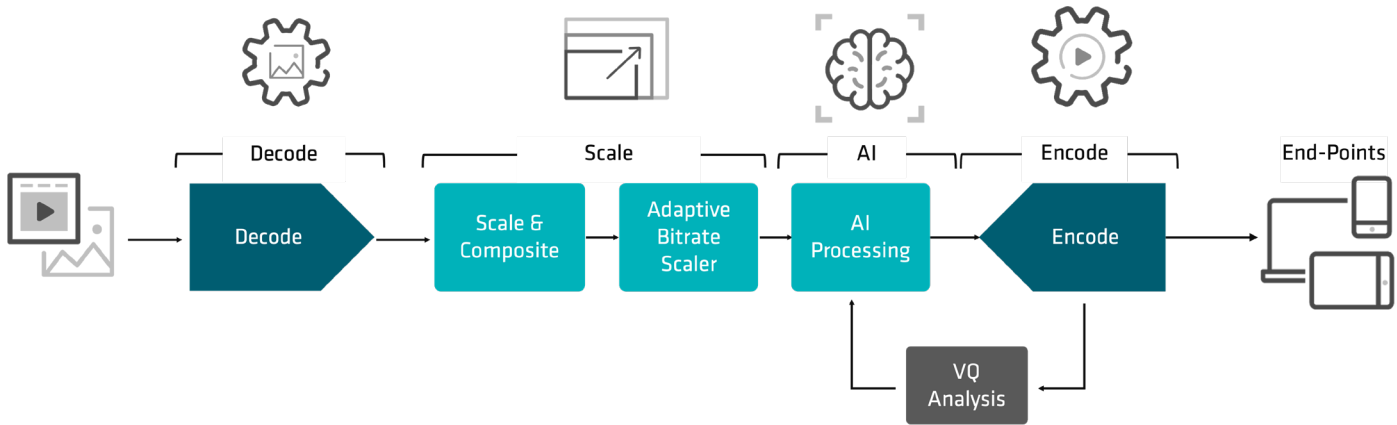 Decode
Scale
AI
Encode
End-Points
Decode
Scale &
Composite
Adaptive
Bitrate
Scaler
AI
Processing
Encode
VQ
Analysis